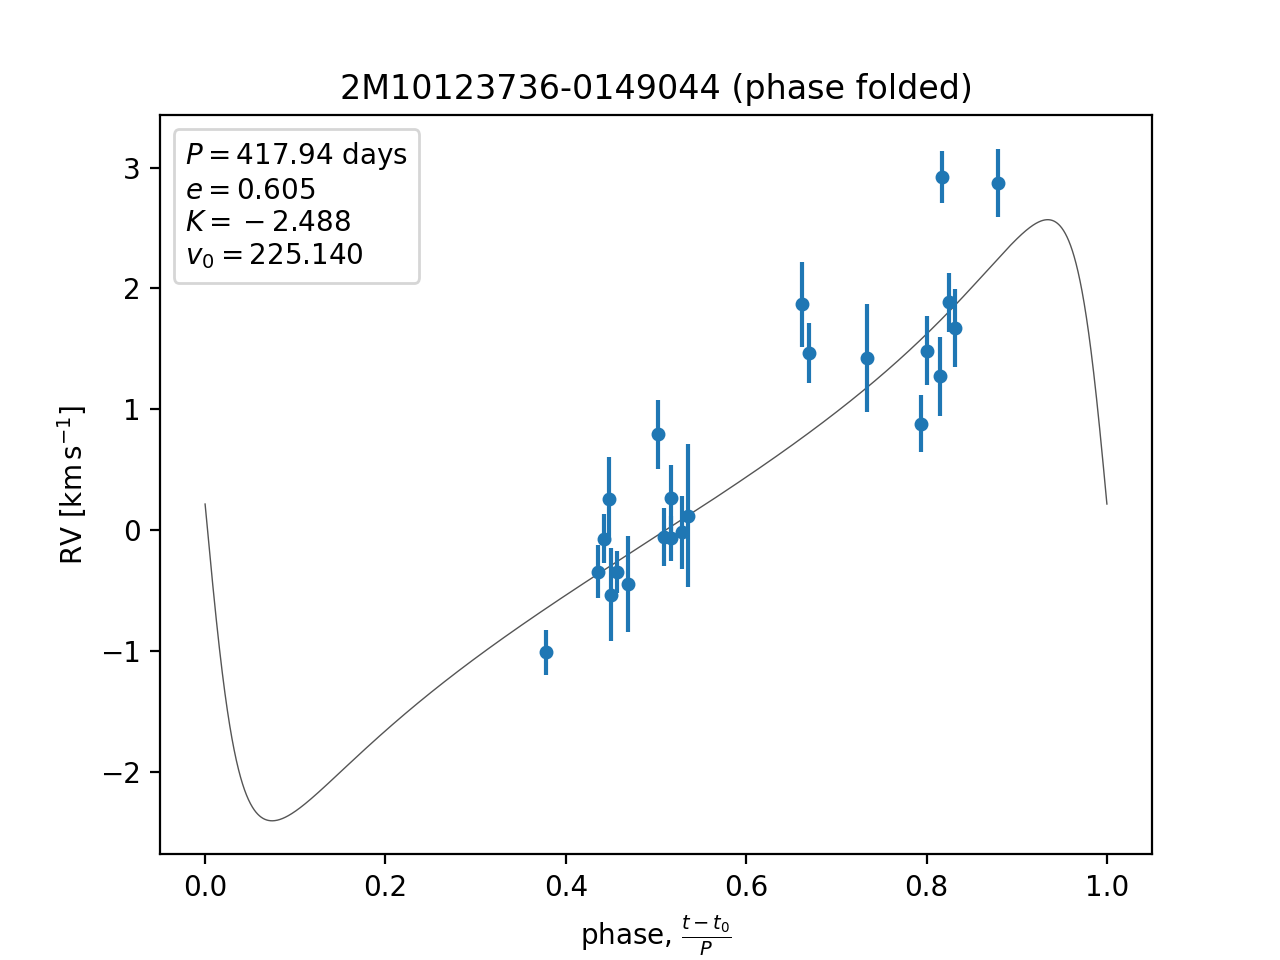 2M10123736-0149044 (phase folded)
P = 417.94 days
e = 0.605
K = − 2.488
v₀ = 225.140
3
2
1
0
−1
−2
RV [km s⁻¹]
0.0 0.2 0.4 0.6 0.8 1.0
phase, (t − t₀)/P